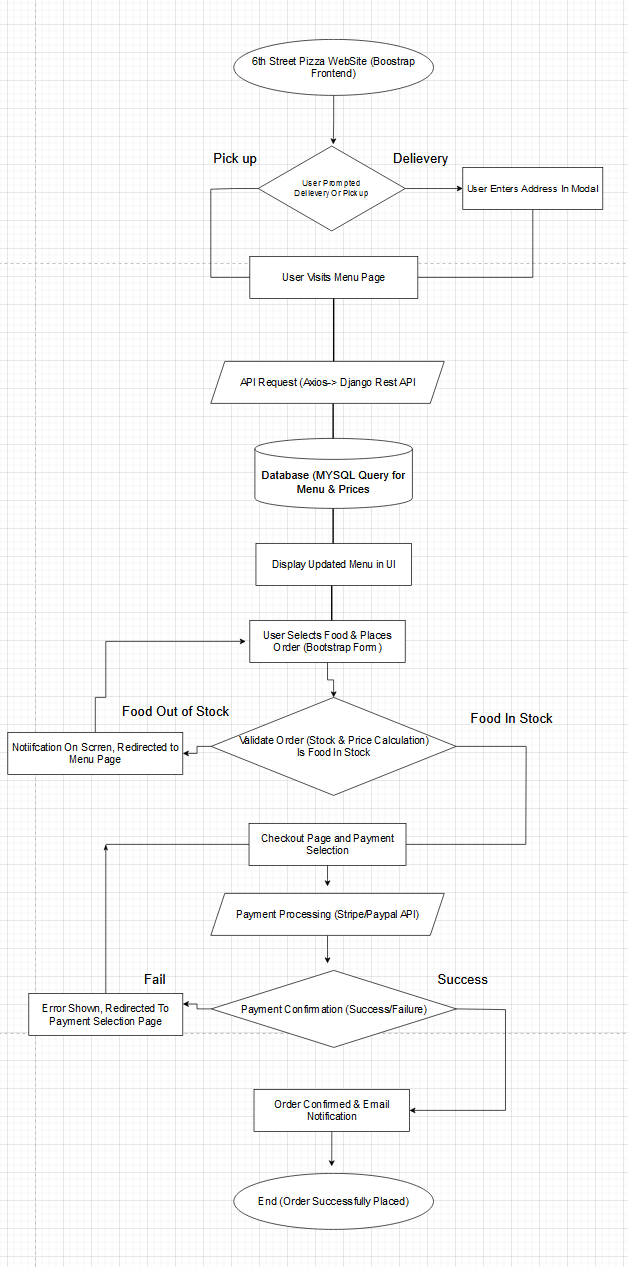 6th Street Pizza WebSite (Boostrap
Frontend)
Pick up
Delievery
User Prompted
Delievery Or Pickup
User Enters Address In Modal
User Visits Menu Page
API Request (Axios-> Django Rest API
Database (MYSQL Query for
Menu & Prices
Display Updated Menu in UI
User Selects Food & Places
Order (Bootstap Form )
Food Out of Stock
Food In Stock
Validate Order (Stock & Price Calculation)
Is Food In Stock
Notiifcation On Scrren, Redirected to
Menu Page
Checkout Page and Payment
Selection
Payment Processing (Stripe/Paypal API)
Fail
Success
Payment Confirmation (Success/Failure)
Error Shown, Redirected To
Payment Selection Page
Order Confirmed & Email
Notification
End (Order Successfully Placed)